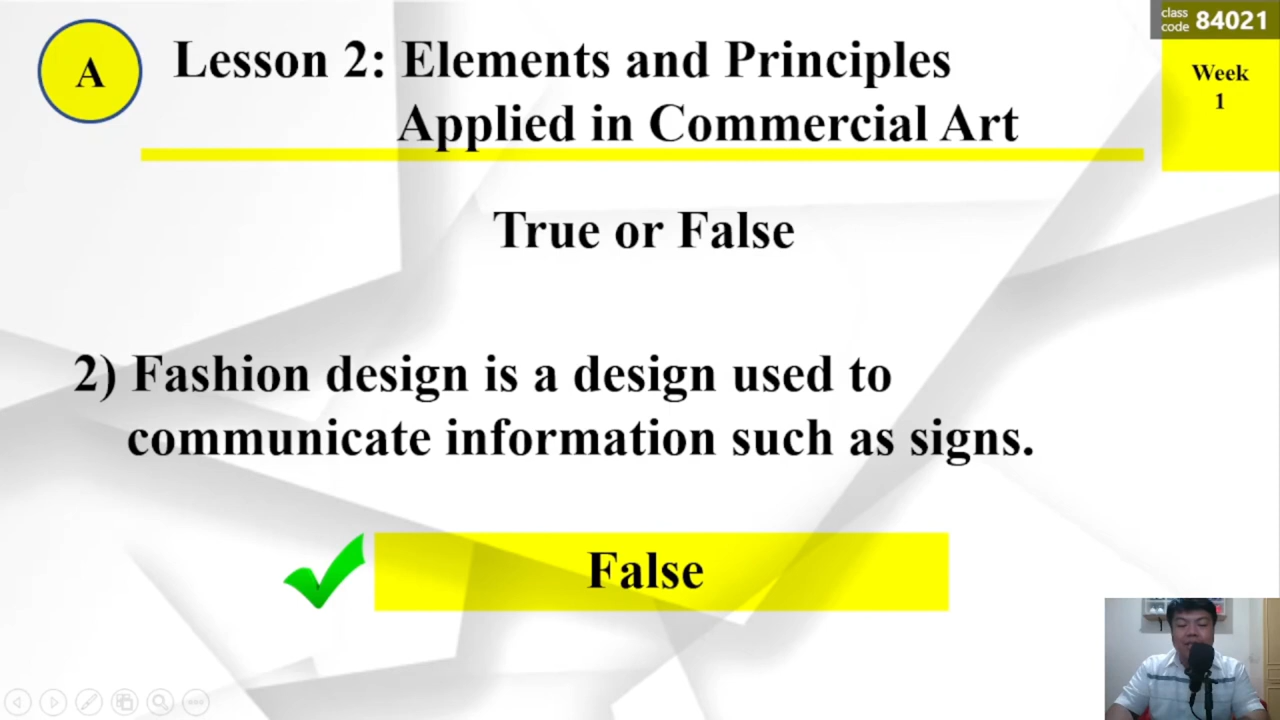 class
code 84021
A
Lesson 2: Elements and Principles
Applied in Commercial Art
Week
1
True or False
2) Fashion design is a design used to
communicate information such as signs.
False